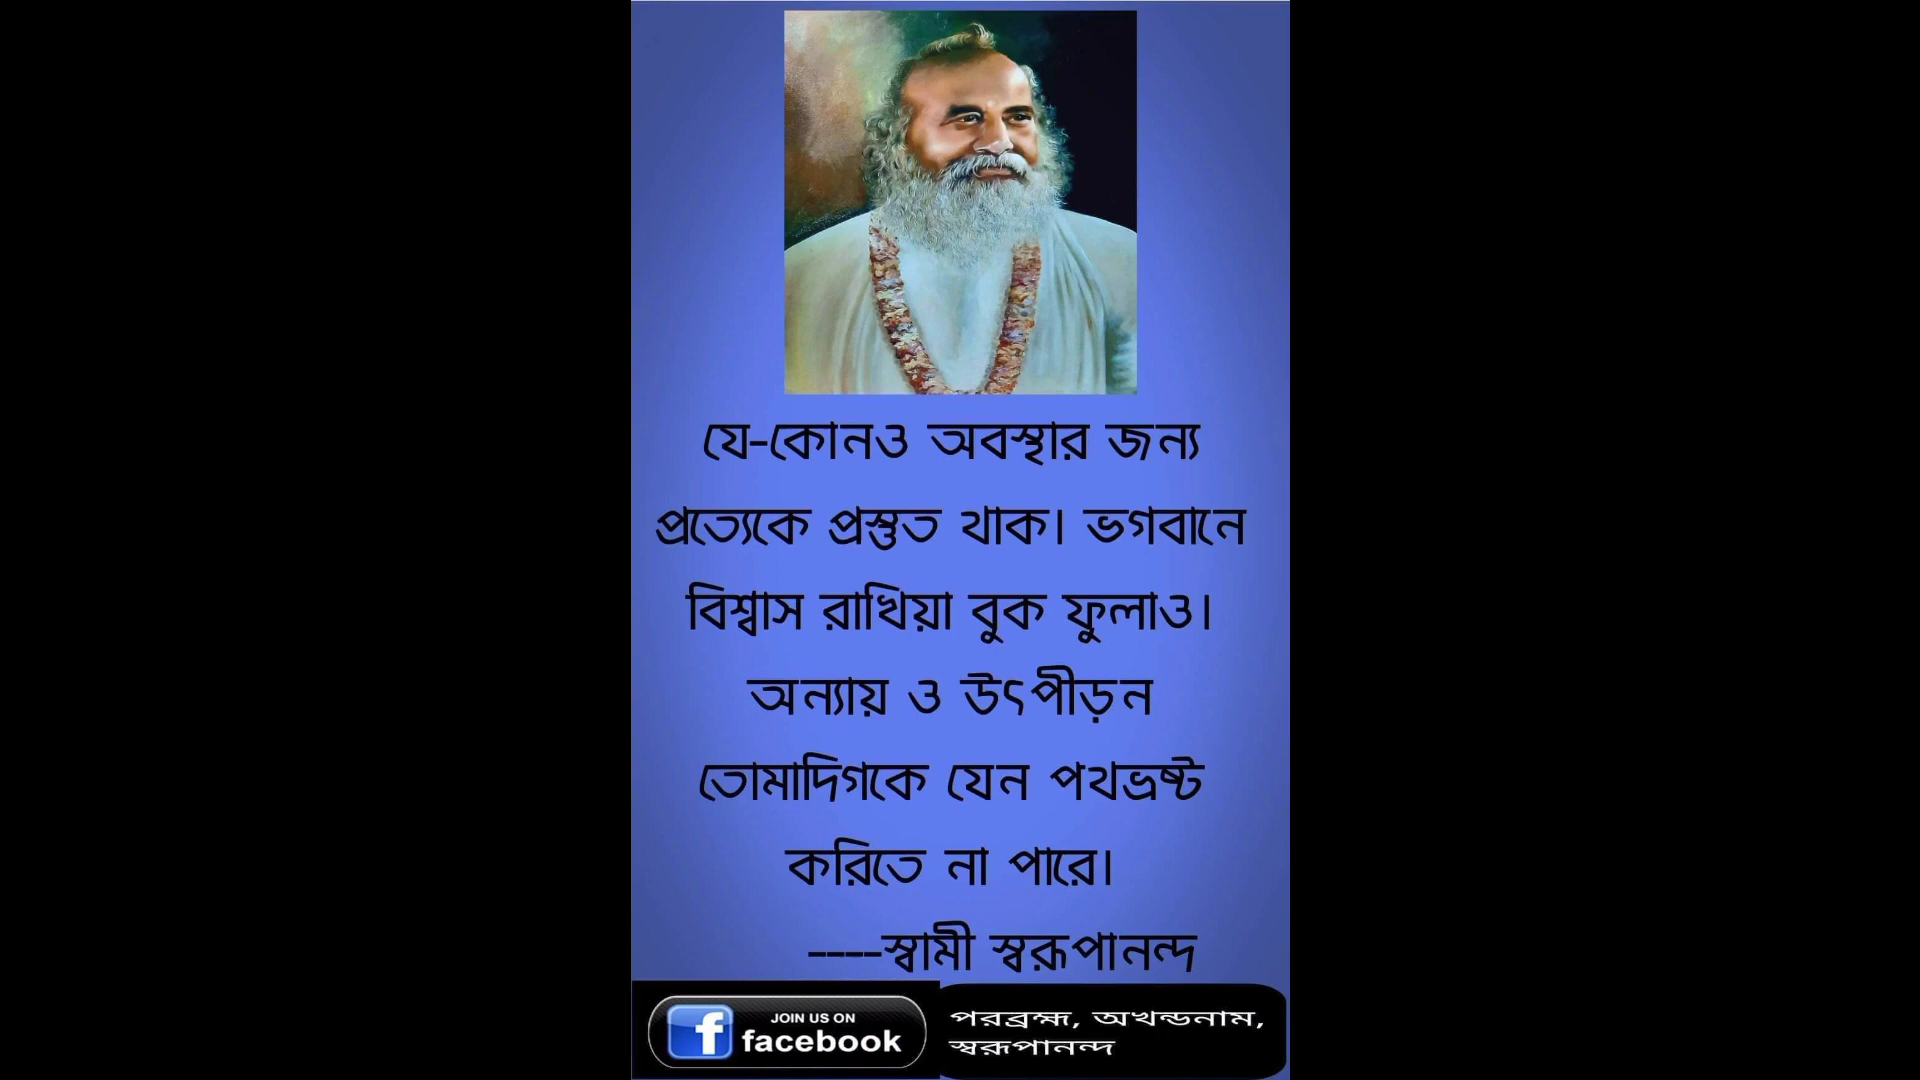 যে-কোনও অবস্থার জন্য
প্রত্যেকে প্রস্তুত থাক। ভগবানে
বিশ্বাস রাখিয়া বুক ফুলাও।
অন্যায় ও উৎপীড়ন
তোমাদিগকে যেন পথভ্রষ্ট
করিতে না পারে।
----স্বামী স্বরূপানন্দ
JOIN US ON
facebook
পরব্রহ্ম, অখন্ডনাম,
স্বরূপানন্দ